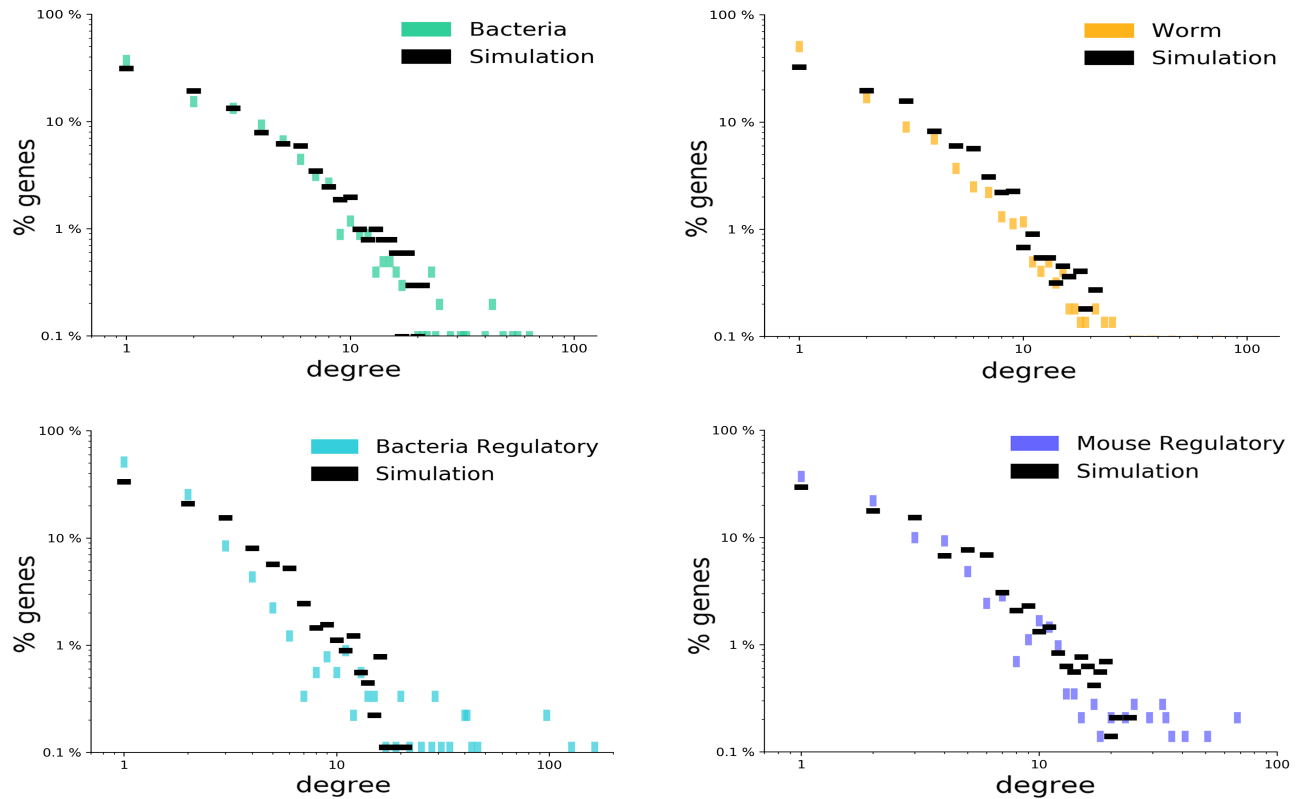 100 %
10 %
1 %
0.1 %
% genes
1
10
100
degree
Bacteria
Simulation
100 %
10 %
1 %
0.1 %
% genes
1
10
100
degree
Worm
Simulation
100 %
10 %
1 %
0.1 %
% genes
1
10
100
degree
Bacteria Regulatory
Simulation
100 %
10 %
1 %
0.1 %
% genes
1
10
100
degree
Mouse Regulatory
Simulation